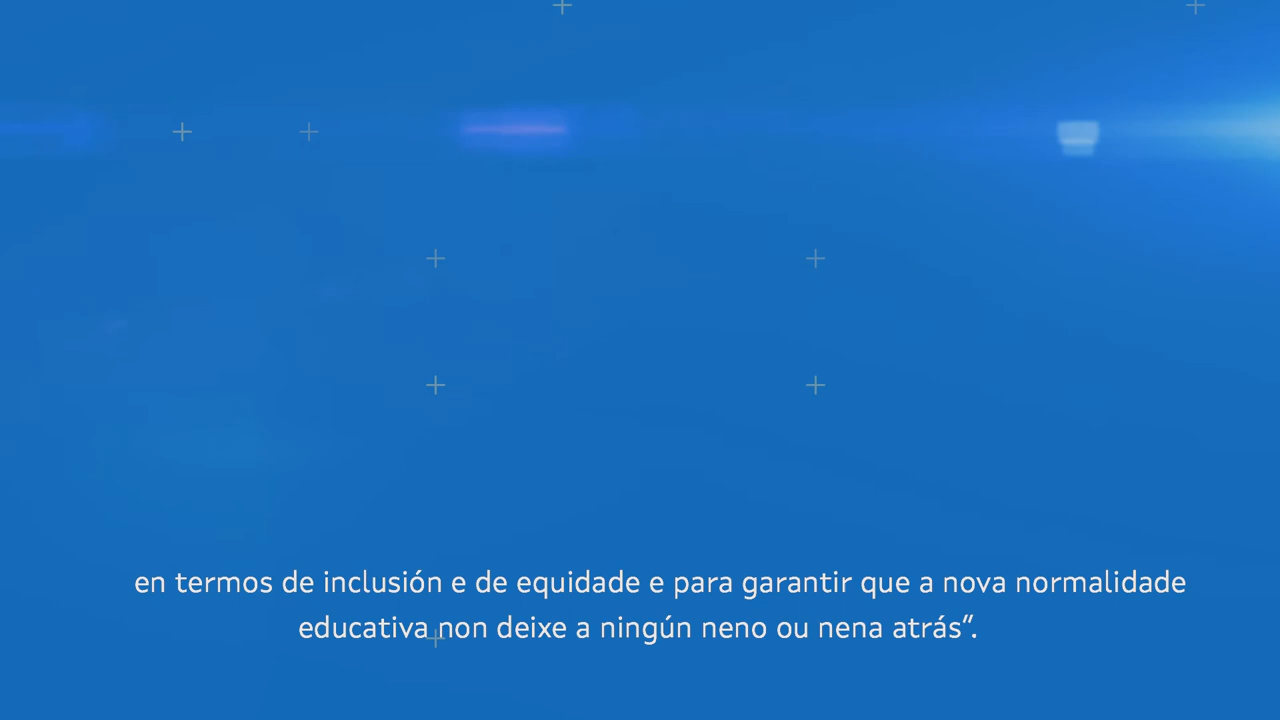 en termos de inclusión e de equidade e para garantir que a nova normalidade
educativa non deixe a ningún neno ou nena atrás”.